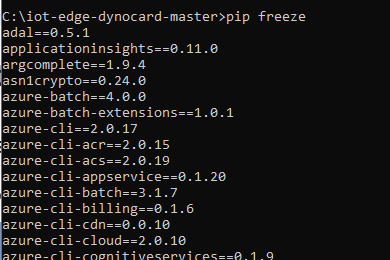 C:\iot-edge-dynocard-master>pip freeze
adal==0.5.1
applicationinsights==0.11.0
argcomplete==1.9.4
asn1crypto==0.24.0
azure-batch==4.0.0
azure-batch-extensions==1.0.1
azure-cli==2.0.17
azure-cli-acr==2.0.15
azure-cli-acs==2.0.19
azure-cli-appservice==0.1.20
azure-cli-batch==3.1.7
azure-cli-billing==0.1.6
azure-cli-cdn==0.0.10
azure-cli-cloud==2.0.10
azure-cli-cognitiveservices==0.1.9